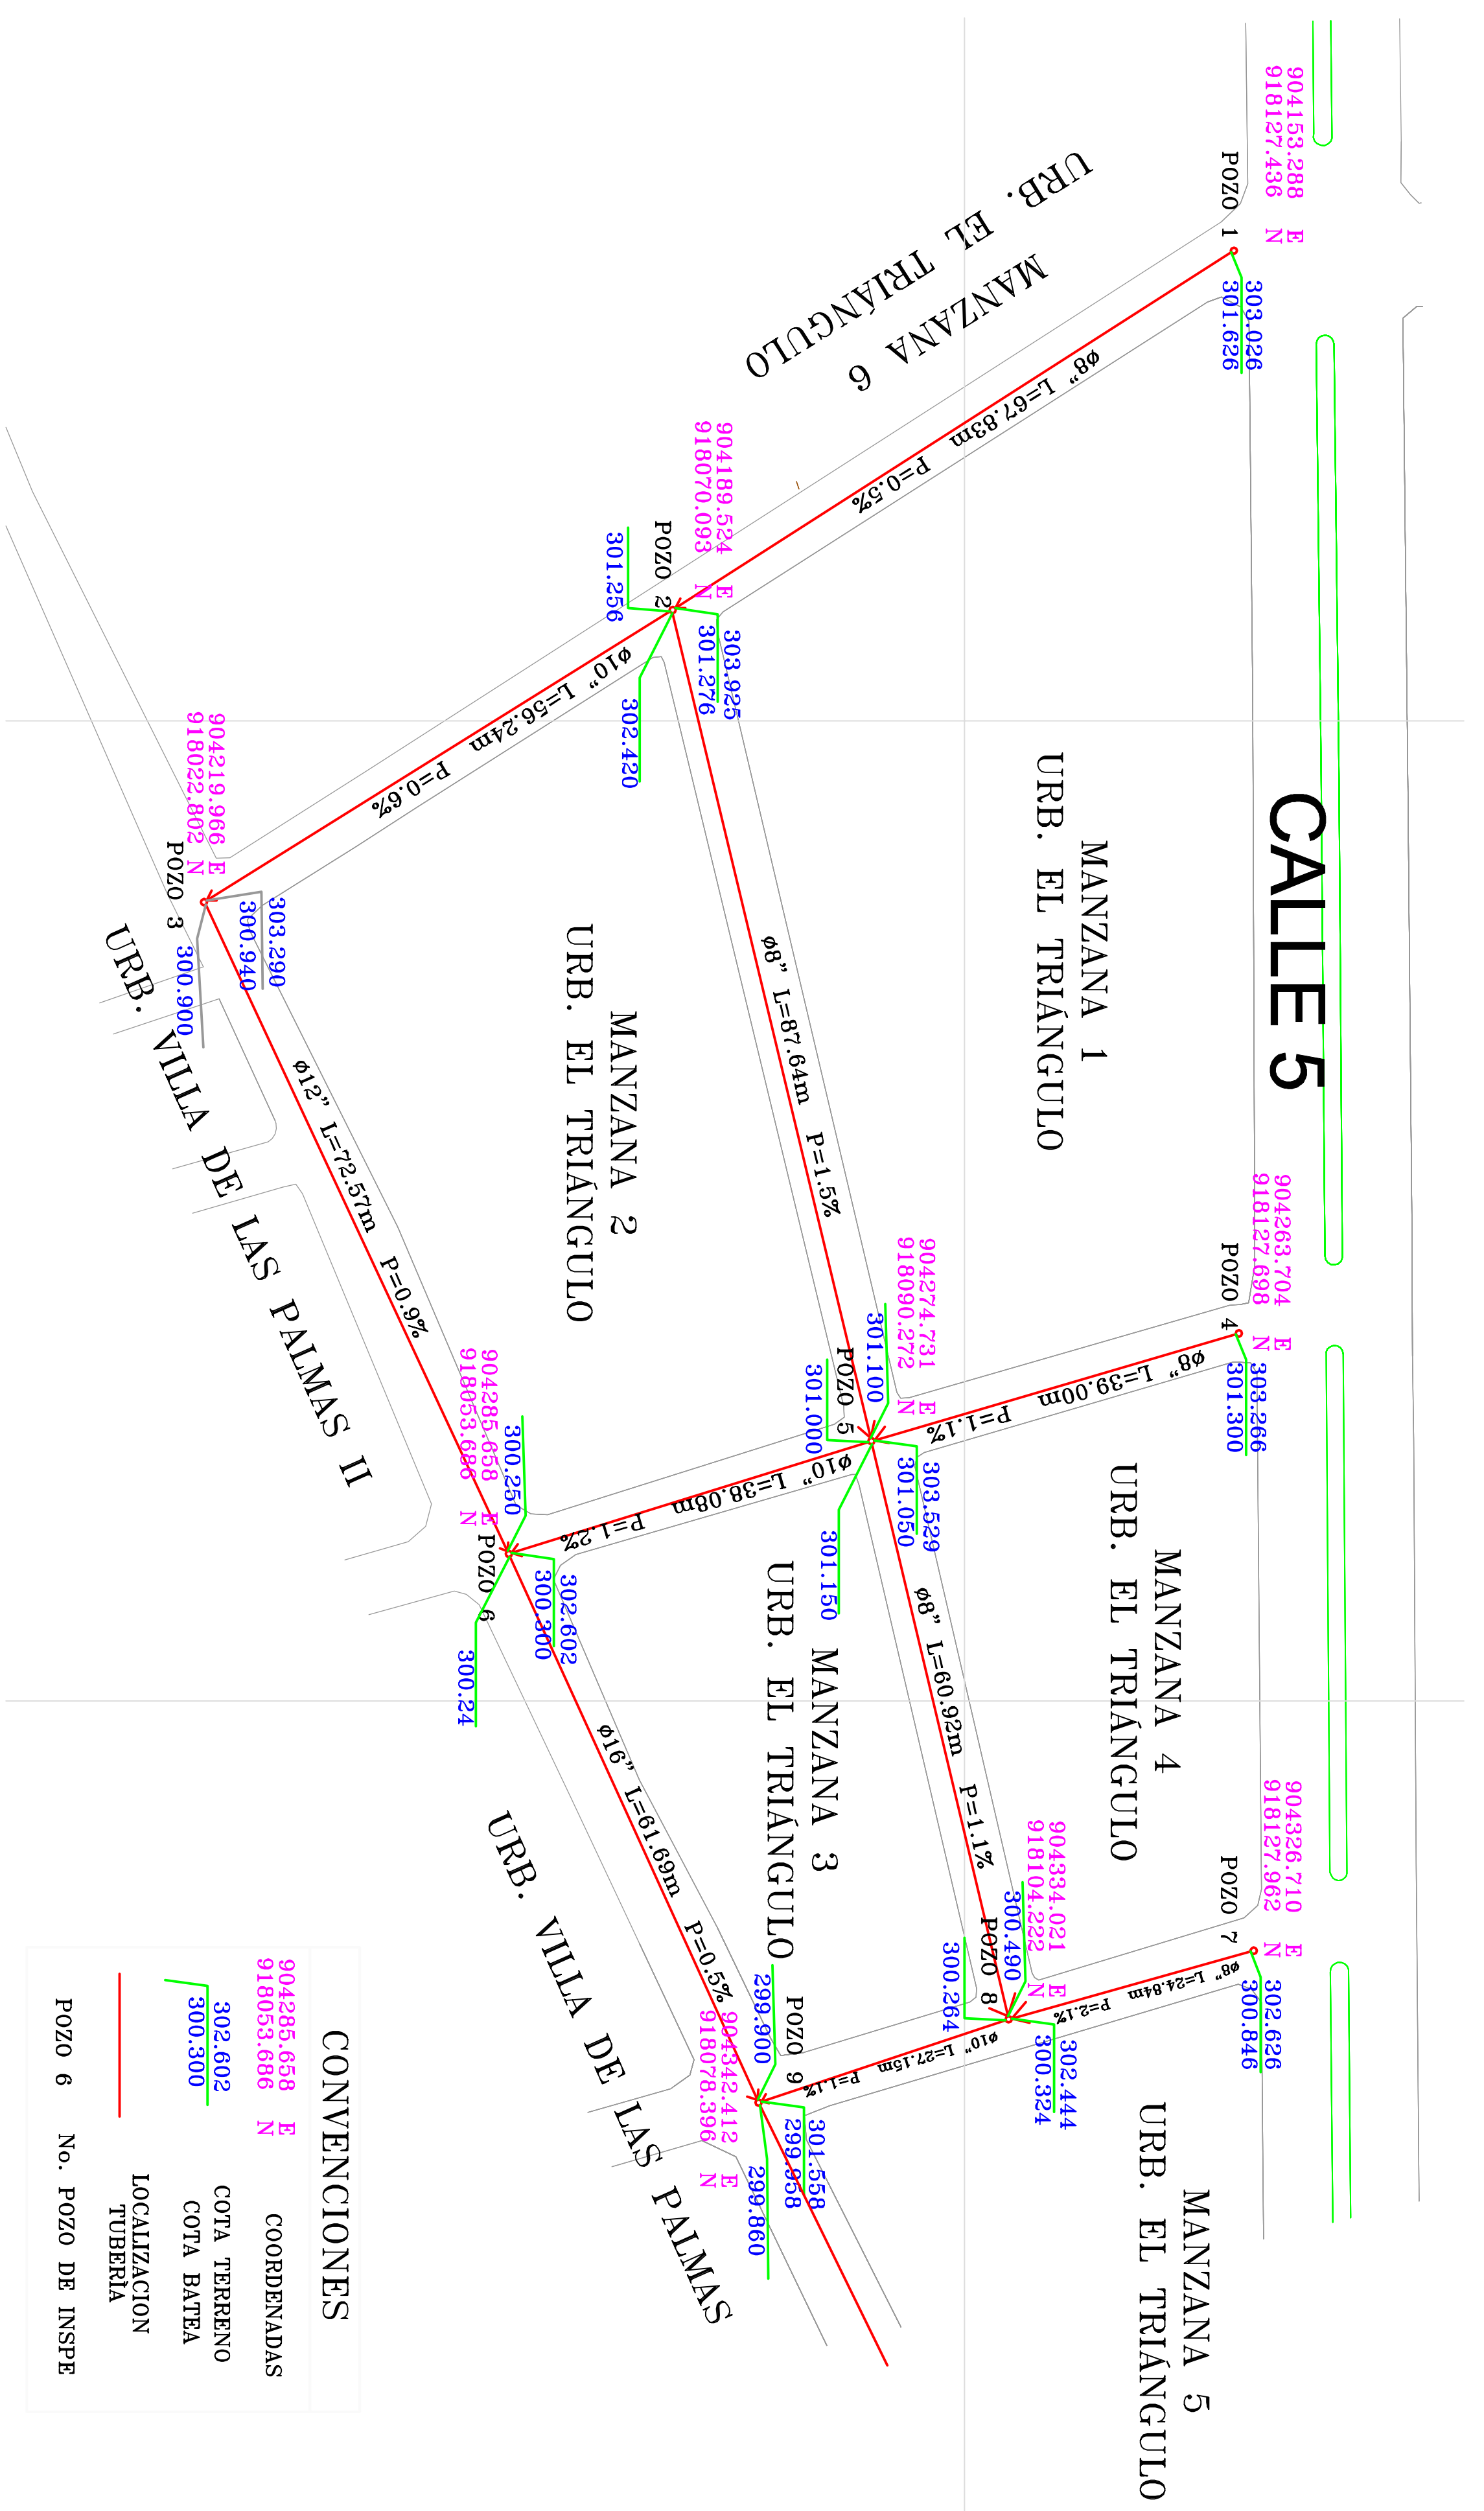 904153.288 E
918127.436 N
POZO 1
303.026
301.626
CALLE 5
904263.704 E
918127.698 N
POZO 4
303.266
301.300
904326.710 E
918127.962 N
POZO 7
302.626
300.846
URB. EL TRIÁNGULO
MANZANA 6
ø8" L=67.83m P=0.5%
904189.524 E
918070.093 N
POZO 2
301.256
303.925
301.276
302.420
MANZANA 1
URB. EL TRIÁNGULO
ø8" L=87.64m P=1.5%
904274.731 E
918090.272 N
301.100
POZO 5
301.000
303.529
301.050
301.150
ø8" L=39.00m P=1.1%
MANZANA 4
URB. EL TRIÁNGULO
ø8" L=60.92m P=1.1%
904334.021 E
918104.222 N
300.490
POZO 8
300.264
302.444
300.324
ø8" L=24.84m P=2.1%
MANZANA 5
URB. EL TRIÁNGULO
ø10" L=56.24m P=0.6%
904219.966 E
918022.802 N
POZO 3
303.290
300.940
300.900
MANZANA 2
URB. EL TRIÁNGULO
ø12" L=72.57m P=0.9%
ø10" L=38.08m P=1.2%
904285.658 E
918053.686 N
300.250
POZO 6
302.602
300.300
300.24
MANZANA 3
URB. EL TRIÁNGULO
ø16" L=61.69m P=0.5%
ø10" L=27.15m P=1.1%
299.900
POZO 9
904342.412 E
918078.396 N
301.558
299.958
299.860
URB. VILLA DE LAS PALMAS II
URB. VILLA DE LAS PALMAS
CONVENCIONES
904285.658 E
918053.686 N
COORDENADAS
302.602
300.300
COTA TERRENO
COTA BATEA
LOCALIZACION
TUBERÌA
POZO 6 No. POZO DE INSPE